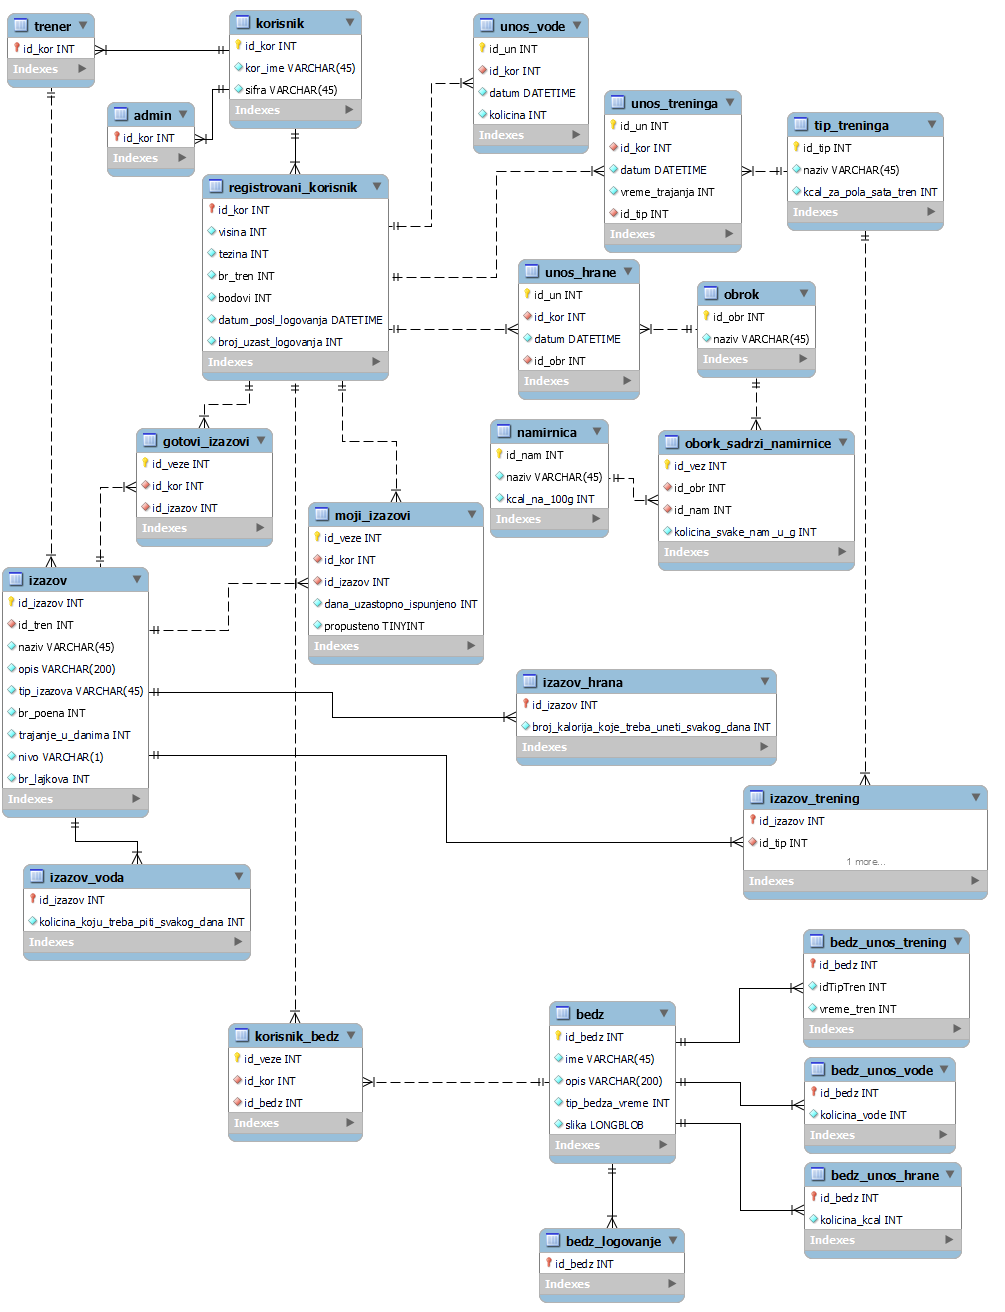 trener
id_kor INT
Indexes
korisnik
id_kor INT
kor_ime VARCHAR(45)
sifra VARCHAR(45)
Indexes
admin
id_kor INT
Indexes
unos_vode
id_un INT
id_kor INT
datum DATETIME
kolicina INT
Indexes
unos_treninga
id_un INT
id_kor INT
datum DATETIME
vreme_trajanja INT
id_tip INT
Indexes
tip_treninga
id_tip INT
naziv VARCHAR(45)
kcal_za_pola_sata_tren INT
Indexes
registrovani_korisnik
id_kor INT
visina INT
tezina INT
br_tren INT
bodovi INT
datum_posl_logovanja DATETIME
broj_uzast_logovanja INT
Indexes
unos_hrane
id_un INT
id_kor INT
datum DATETIME
id_obr INT
Indexes
obrok
id_obr INT
naziv VARCHAR(45)
Indexes
gotovi_izazovi
id_veze INT
id_kor INT
id_izazov INT
Indexes
namirnica
id_nam INT
naziv VARCHAR(45)
kcal_na_100g INT
Indexes
obork_sadrzi_namirnice
id_vez INT
id_obr INT
id_nam INT
kolicina_svake_nam_u_g INT
Indexes
moji_izazovi
id_veze INT
id_kor INT
id_izazov INT
dana_uzastopno_ispunjeno INT
propusteno TINYINT
Indexes
izazov
id_izazov INT
id_tren INT
naziv VARCHAR(45)
opis VARCHAR(200)
tip_izazova VARCHAR(45)
br_poena INT
trajanje_u_danima INT
nivo VARCHAR(1)
br_lajkova INT
Indexes
izazov_hrana
id_izazov INT
broj_kalorija_koje_treba_uneti_svakog_dana INT
Indexes
izazov_trening
id_izazov INT
id_tip INT
1 more...
Indexes
izazov_voda
id_izazov INT
kolicina_koju_treba_piti_svakog_dana INT
Indexes
bedz_unos_trening
id_bedz INT
idTipTren INT
vreme_tren INT
Indexes
korisnik_bedz
id_veze INT
id_kor INT
id_bedz INT
Indexes
bedz
id_bedz INT
ime VARCHAR(45)
opis VARCHAR(200)
tip_bedza_vreme INT
slika LONGBLOB
Indexes
bedz_unos_vode
id_bedz INT
kolicina_vode INT
Indexes
bedz_unos_hrane
id_bedz INT
kolicina_kcal INT
Indexes
bedz_logovanje
id_bedz INT
Indexes